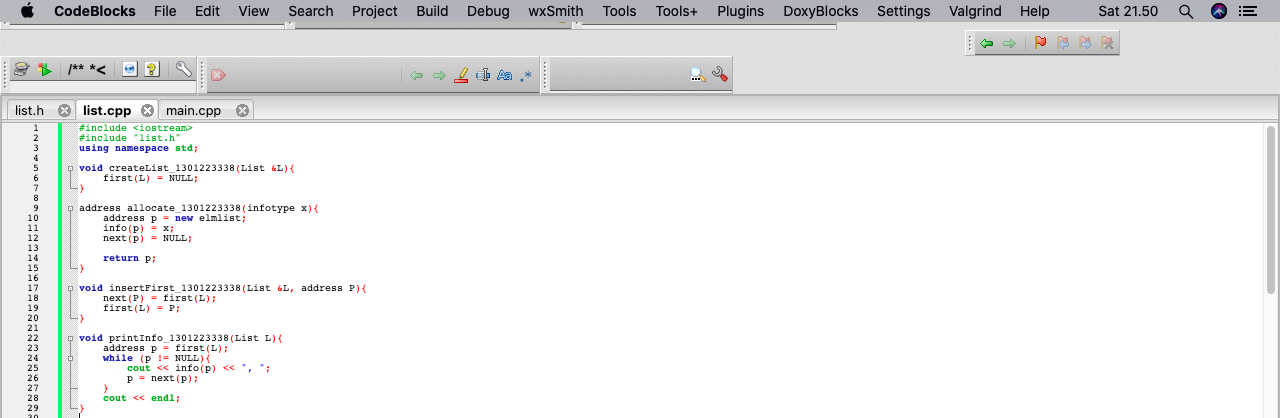 CodeBlocks File Edit View Search Project Build Debug wxSmith Tools Tools+ Plugins DoxyBlocks Settings Valgrind Help Sat 21.50
/** *< Aa .*
list.h list.cpp main.cpp
1 #include <iostream>
2 #include "list.h"
3 using namespace std;
4
5 void createList_1301223338(List &L){
6 first(L) = NULL;
7 }
8
9 address allocate_1301223338(infotype x){
10 address p = new elmlist;
11 info(p) = x;
12 next(p) = NULL;
13
14 return p;
15 }
16
17 void insertFirst_1301223338(List &L, address P){
18 next(P) = first(L);
19 first(L) = P;
20 }
21
22 void printInfo_1301223338(List L){
23 address p = first(L);
24 while (p != NULL){
25 cout << info(p) << ", ";
26 p = next(p);
27 }
28 cout << endl;
29 }
30